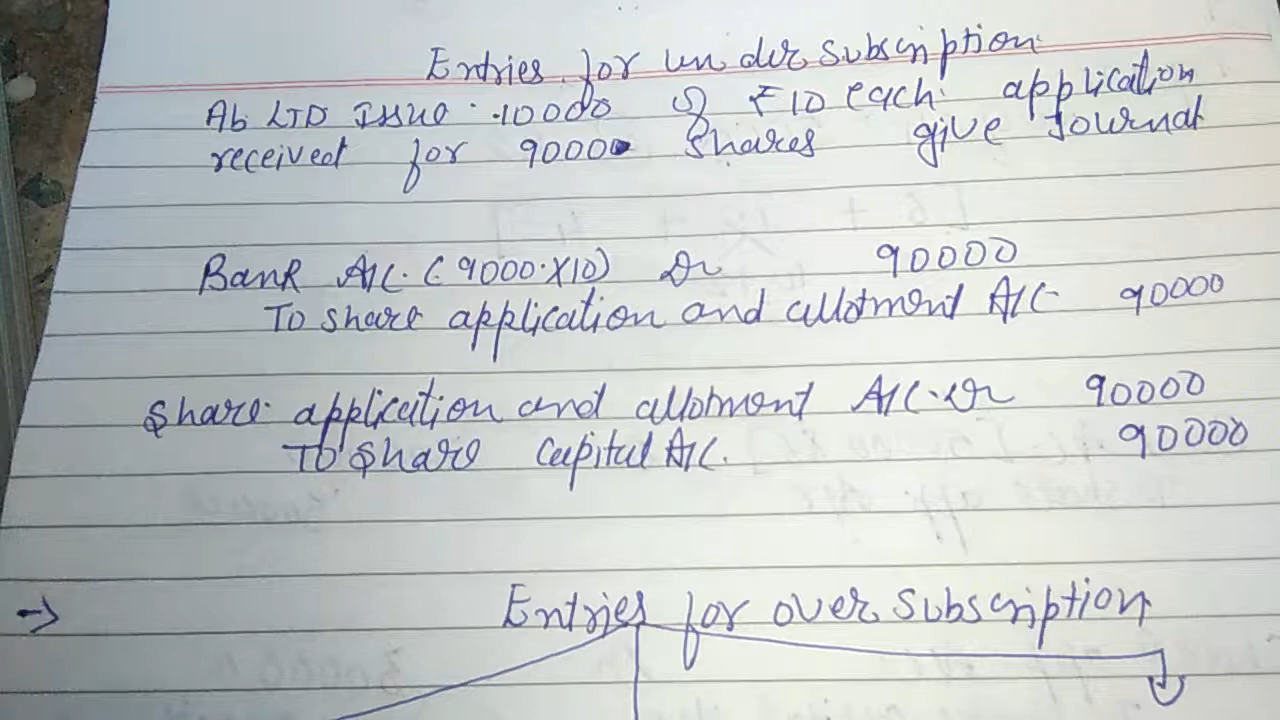 Entries for under subscription
Ab LTD Issue 10000 of ₹10 each application
received for 9000 Shares give Journal
Bank A/c (9000×10) Dr 90000
To share application and allotment A/C 90000
Share application and allotment A/C. Dr 90000
To Share Capital A/C. 90000
→ Entries for over subscription